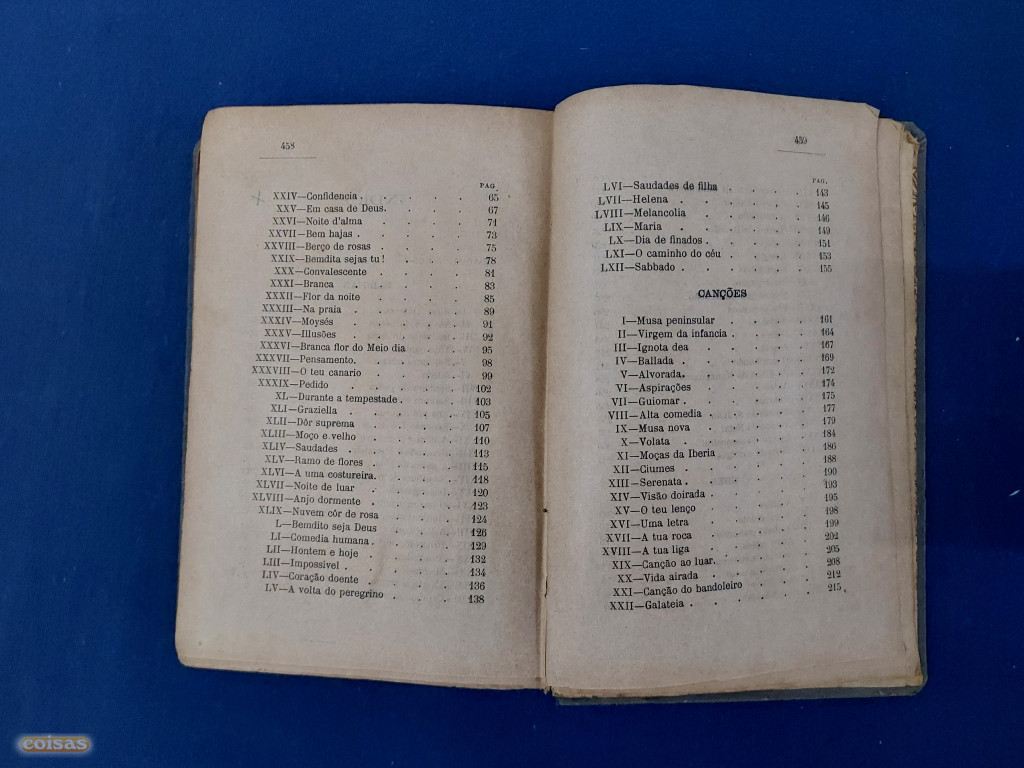 458
PAG.
XXIV—Confidencia . . . . . 65
XXV—Em casa de Deus. . . . . 67
XXVI—Noite d'alma . . . . 71
XXVII—Bem hajas . . . . . 73
XXVIII—Berço de rosas . . . . 75
XXIX—Bemdita sejas tu! . . . . 78
XXX—Convalescente . . . . 81
XXXI—Branca . . . . . 83
XXXII—Flor da noite . . . . 85
XXXIII—Na praia . . . . . 89
XXXIV—Moysés . . . . . 91
XXXV—Illusões . . . . . 92
XXXVI—Branca flor do Meio dia . . . 95
XXXVII—Pensamento. . . . . 98
XXXVIII—O teu canario . . . . 99
XXXIX—Pedido . . . . . 102
XL—Durante a tempestade . . . . 103
XLI—Graziella . . . . . 105
XLII—Dôr suprema . . . . 107
XLIII—Moço e velho . . . . 110
XLIV—Saudades . . . . . 113
XLV—Ramo de flores . . . . 115
XLVI—A uma costureira. . . . . 118
XLVII—Noite de luar . . . . 120
XLVIII—Anjo dormente . . . . 123
XLIX—Nuvem côr de rosa . . . . 124
L—Bemdito seja Deus . . . . 126
LI—Comedia humana . . . . 129
LII—Hontem e hoje . . . . 132
LIII—Impossivel . . . . . 134
LIV—Coração doente . . . . 136
LV—A volta do peregrino . . . 138
459
PAG.
LVI—Saudades de filha . . . . 143
LVII—Helena . . . . . 145
LVIII—Melancolia . . . . . 146
LIX—Maria . . . . . 149
LX—Dia de finados . . . . . 151
LXI—O caminho do céu . . . . 153
LXII—Sabbado . . . . . . 155
CANÇÕES
I—Musa peninsular . . . . 161
II—Virgem da infancia . . . . 164
III—Ignota dea . . . . . 167
IV—Ballada . . . . . . 169
V—Alvorada. . . . . . 172
VI—Aspirações . . . . . 174
VII—Guiomar . . . . . . 175
VIII—Alta comedia . . . . . 177
IX—Musa nova . . . . . 179
X—Volata . . . . . . 184
XI—Moças da Iberia . . . . 186
XII—Ciumes . . . . . . 188
XIII—Serenata . . . . . . 190
XIV—Visão doirada . . . . . 193
XV—O teu lenço . . . . . 195
XVI—Uma letra . . . . . 198
XVII—A tua roca . . . . . 199
XVIII—A tua liga . . . . . 202
XIX—Canção ao luar. . . . . 205
XX—Vida airada . . . . . 208
XXI—Canção do bandoleiro . . . . 212
XXII—Galateia . . . . . . 215
coisas